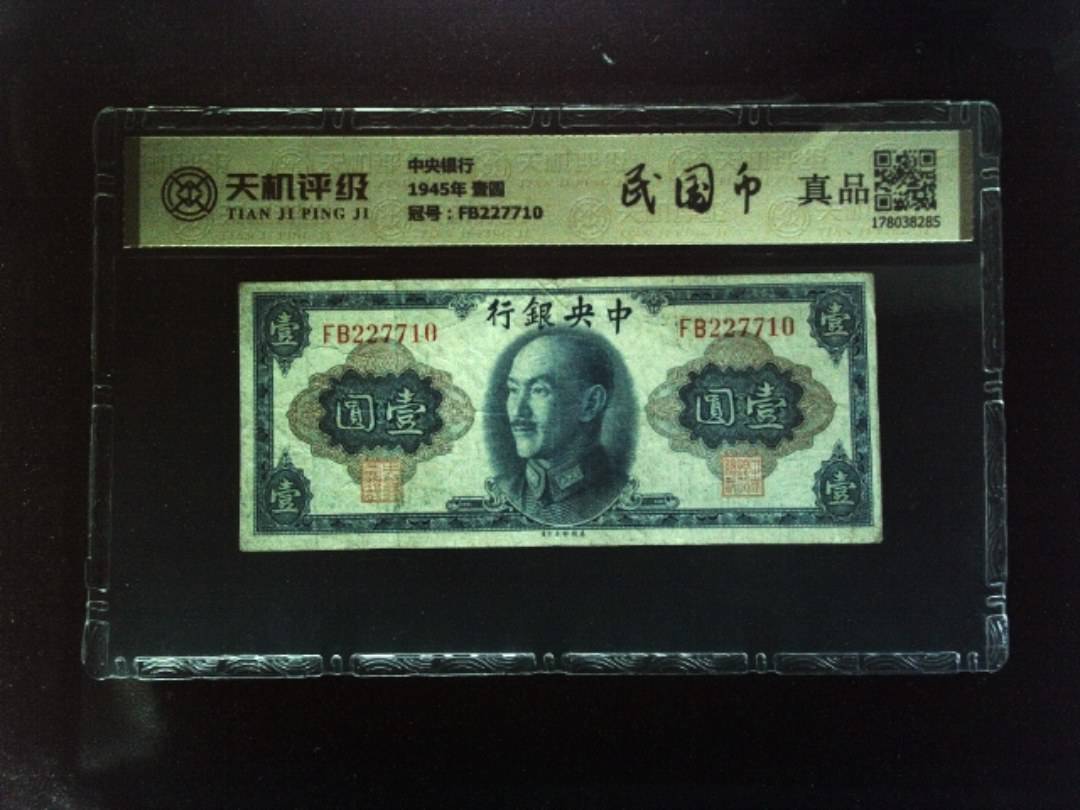 天机评级
TIAN JI PING JI
中央银行
1945年 壹圆
冠号：FB227710
民国币
真品
178038285
行銀央中
壹
壹
FB227710
FB227710
圓壹
圓壹
壹
壹